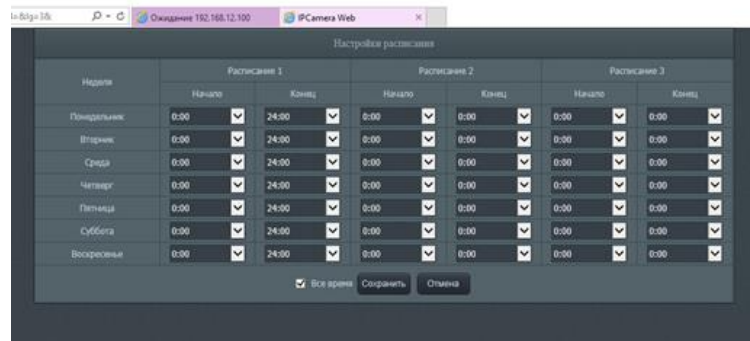 Ожидание 192.168.12.100 IPCamera Web
Настройки расписания
Неделя Расписание 1 Расписание 2 Расписание 3
Начало Конец Начало Конец Начало Конец
Понедельник 0:00 24:00 0:00 0:00 0:00 0:00
Вторник 0:00 24:00 0:00 0:00 0:00 0:00
Среда 0:00 24:00 0:00 0:00 0:00 0:00
Четверг 0:00 24:00 0:00 0:00 0:00 0:00
Пятница 0:00 24:00 0:00 0:00 0:00 0:00
Суббота 0:00 24:00 0:00 0:00 0:00 0:00
Воскресенье 0:00 24:00 0:00 0:00 0:00 0:00
Все время Сохранить Отмена